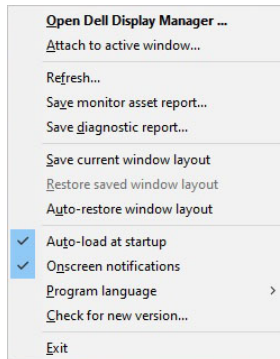 Open Dell Display Manager ...
Attach to active window...
Refresh...
Save monitor asset report...
Save diagnostic report...
Save current window layout
Restore saved window layout
Auto-restore window layout
Auto-load at startup
Onscreen notifications
Program language
Check for new version...
Exit